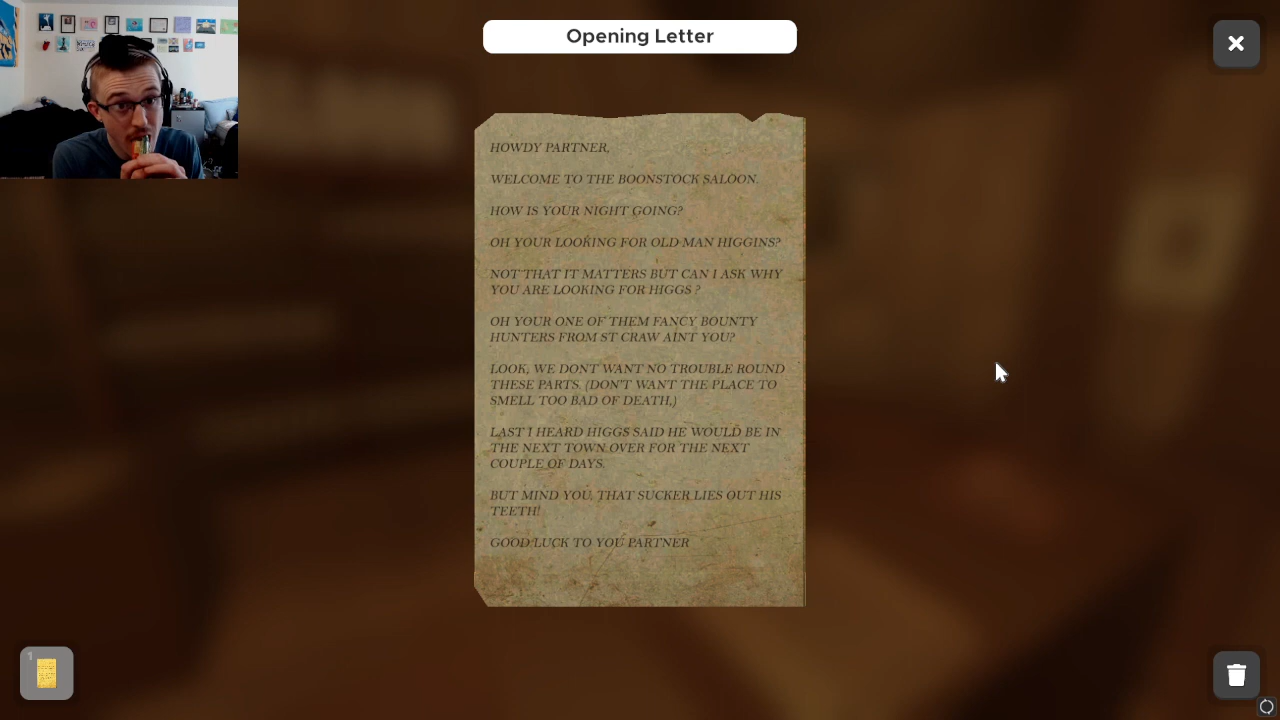 Opening Letter
HOWDY PARTNER,
WELCOME TO THE BOONSTOCK SALOON.
HOW IS YOUR NIGHT GOING?
OH YOUR LOOKING FOR OLD MAN HIGGINS?
NOT THAT IT MATTERS BUT CAN I ASK WHY
YOU ARE LOOKING FOR HIGGS ?
OH YOUR ONE OF THEM FANCY BOUNTY
HUNTERS FROM ST CRAW AINT YOU?
LOOK, WE DONT WANT NO TROUBLE ROUND
THESE PARTS. (DON'T WANT THE PLACE TO
SMELL TOO BAD OF DEATH,)
LAST I HEARD HIGGS SAID HE WOULD BE IN
THE NEXT TOWN OVER FOR THE NEXT
COUPLE OF DAYS.
BUT MIND YOU, THAT SUCKER LIES OUT HIS
TEETH!
GOOD LUCK TO YOU PARTNER
1